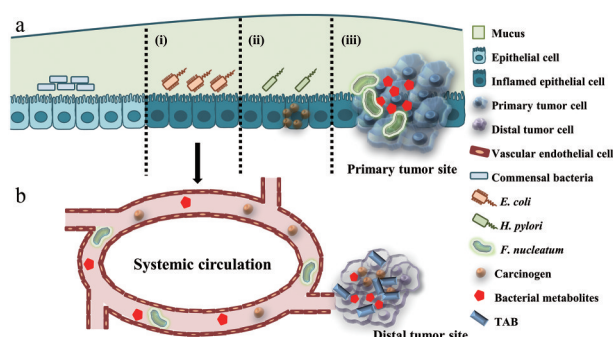 a
(i)
(ii)
(iii)
Primary tumor site
b
Systemic circulation
Distal tumor site
Mucus
Epithelial cell
Inflamed epithelial cell
Primary tumor cell
Distal tumor cell
Vascular endothelial cell
Commensal bacteria
E. coli
H. pylori
F. nucleatum
Carcinogen
Bacterial metabolites
TAB